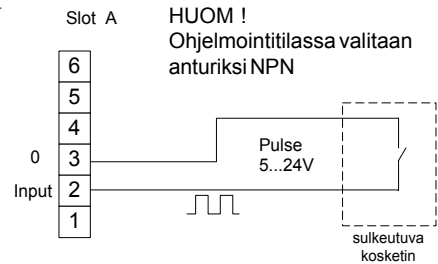 Slot A
HUOM !
Ohjelmointitilassa valitaan
anturiksi NPN
6
5
4
0 3
Input 2
1
Pulse
5...24V
sulkeutuva
kosketin